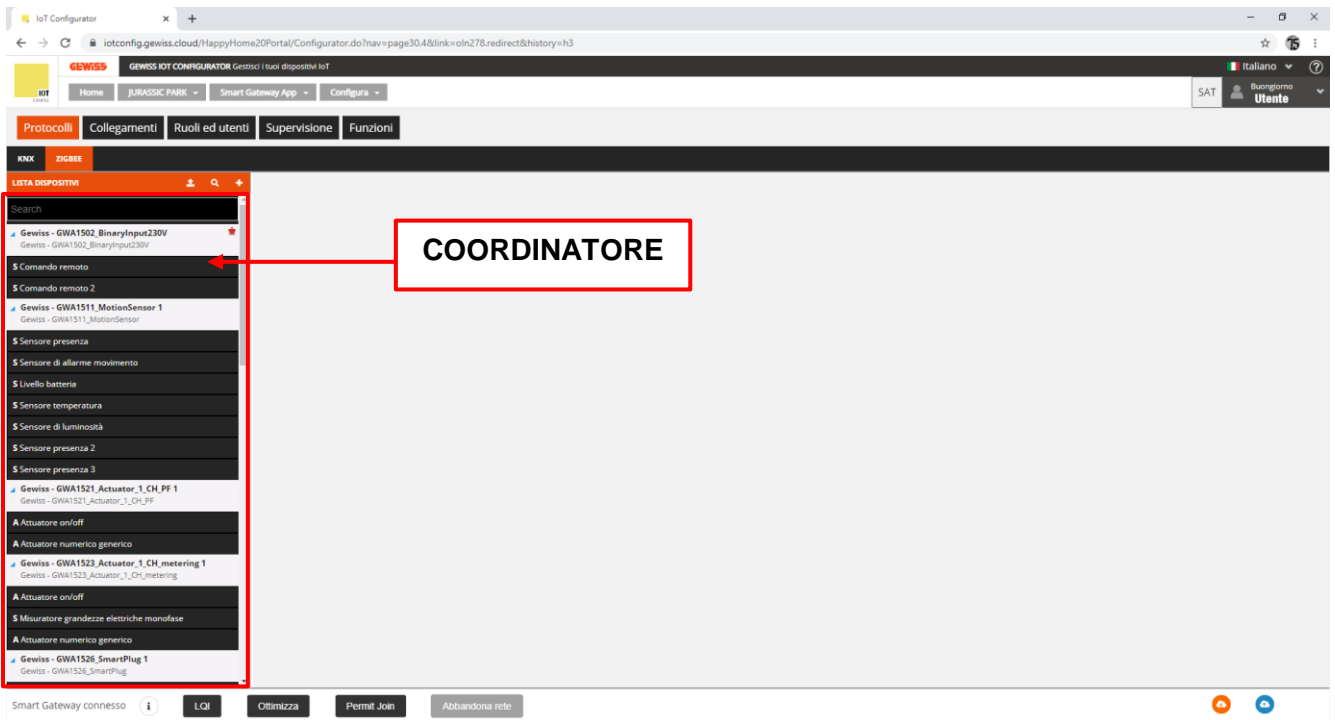 IoT Configurator
iotconfig.gewiss.cloud/HappyHome20Portal/Configurator.do?nav=page30.4&link=oln278.redirect&history=h3
GEWISS GEWISS IOT CONFIGURATOR Gestisci i tuoi dispositivi IoT
Italiano
IOT
Home JURASSIC PARK Smart Gateway App Configura
SAT
Buongiorno
Utente
Protocolli Collegamenti Ruoli ed utenti Supervisione Funzioni
KNX ZIGBEE
LISTA DISPOSITIVI
Search
Gewiss - GWA1502_BinaryInput230V
Gewiss - GWA1502_BinaryInput230V
COORDINATORE
S Comando remoto
S Comando remoto 2
Gewiss - GWA1511_MotionSensor 1
Gewiss - GWA1511_MotionSensor
S Sensore presenza
S Sensore di allarme movimento
S Livello batteria
S Sensore temperatura
S Sensore di luminosità
S Sensore presenza 2
S Sensore presenza 3
Gewiss - GWA1521_Actuator_1_CH_PF 1
Gewiss - GWA1521_Actuator_1_CH_PF
A Attuatore on/off
A Attuatore numerico generico
Gewiss - GWA1523_Actuator_1_CH_metering 1
Gewiss - GWA1523_Actuator_1_CH_metering
A Attuatore on/off
S Misuratore grandezze elettriche monofase
A Attuatore numerico generico
Gewiss - GWA1526_SmartPlug 1
Gewiss - GWA1526_SmartPlug
Smart Gateway connesso i LQI Ottimizza Permit Join Abbandona rete